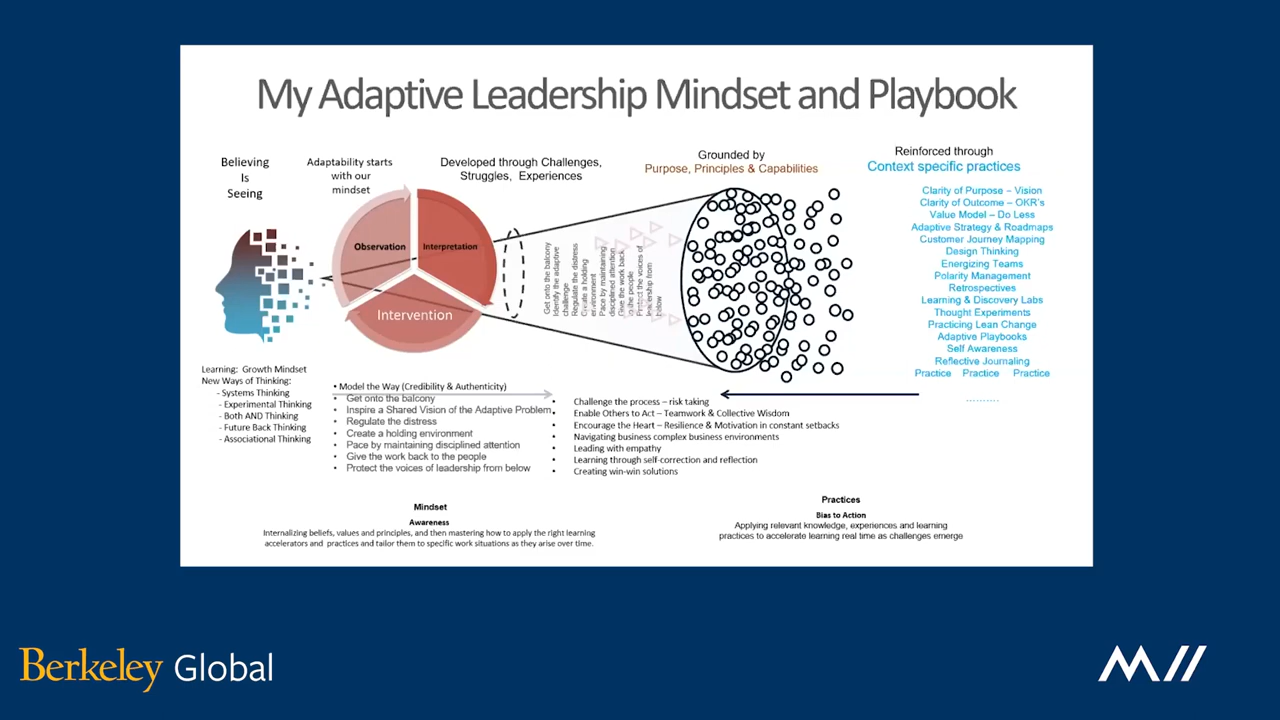 My Adaptive Leadership Mindset and Playbook
Believing
Is
Seeing
Adaptability starts
with our
mindset
Developed through Challenges,
Struggles, Experiences
Grounded by
Purpose, Principles & Capabilities
Reinforced through
Context specific practices
Observation
Interpretation
Intervention
Get onto the balcony
Identify the adaptive
challenge
Regulate the distress
Create a holding
environment
Pace by maintaining
disciplined attention
Give the work back
to the people
Protect the voices of
leadership from
below
Clarity of Purpose – Vision
Clarity of Outcome – OKR's
Value Model – Do Less
Adaptive Strategy & Roadmaps
Customer Journey Mapping
Design Thinking
Energizing Teams
Polarity Management
Retrospectives
Learning & Discovery Labs
Thought Experiments
Practicing Lean Change
Adaptive Playbooks
Self Awareness
Reflective Journaling
Practice Practice Practice
..........
Learning: Growth Mindset
New Ways of Thinking:
- Systems Thinking
- Experimental Thinking
- Both AND Thinking
- Future Back Thinking
- Associational Thinking
• Model the Way (Credibility & Authenticity)
• Get onto the balcony
• Inspire a Shared Vision of the Adaptive Problem
• Regulate the distress
• Create a holding environment
• Pace by maintaining disciplined attention
• Give the work back to the people
• Protect the voices of leadership from below
• Challenge the process – risk taking
• Enable Others to Act – Teamwork & Collective Wisdom
• Encourage the Heart – Resilience & Motivation in constant setbacks
• Navigating business complex business environments
• Leading with empathy
• Learning through self-correction and reflection
• Creating win-win solutions
Mindset
Awareness
Internalizing beliefs, values and principles, and then mastering how to apply the right learning
accelerators and practices and tailor them to specific work situations as they arise over time.
Practices
Bias to Action
Applying relevant knowledge, experiences and learning
practices to accelerate learning real time as challenges emerge
Berkeley Global